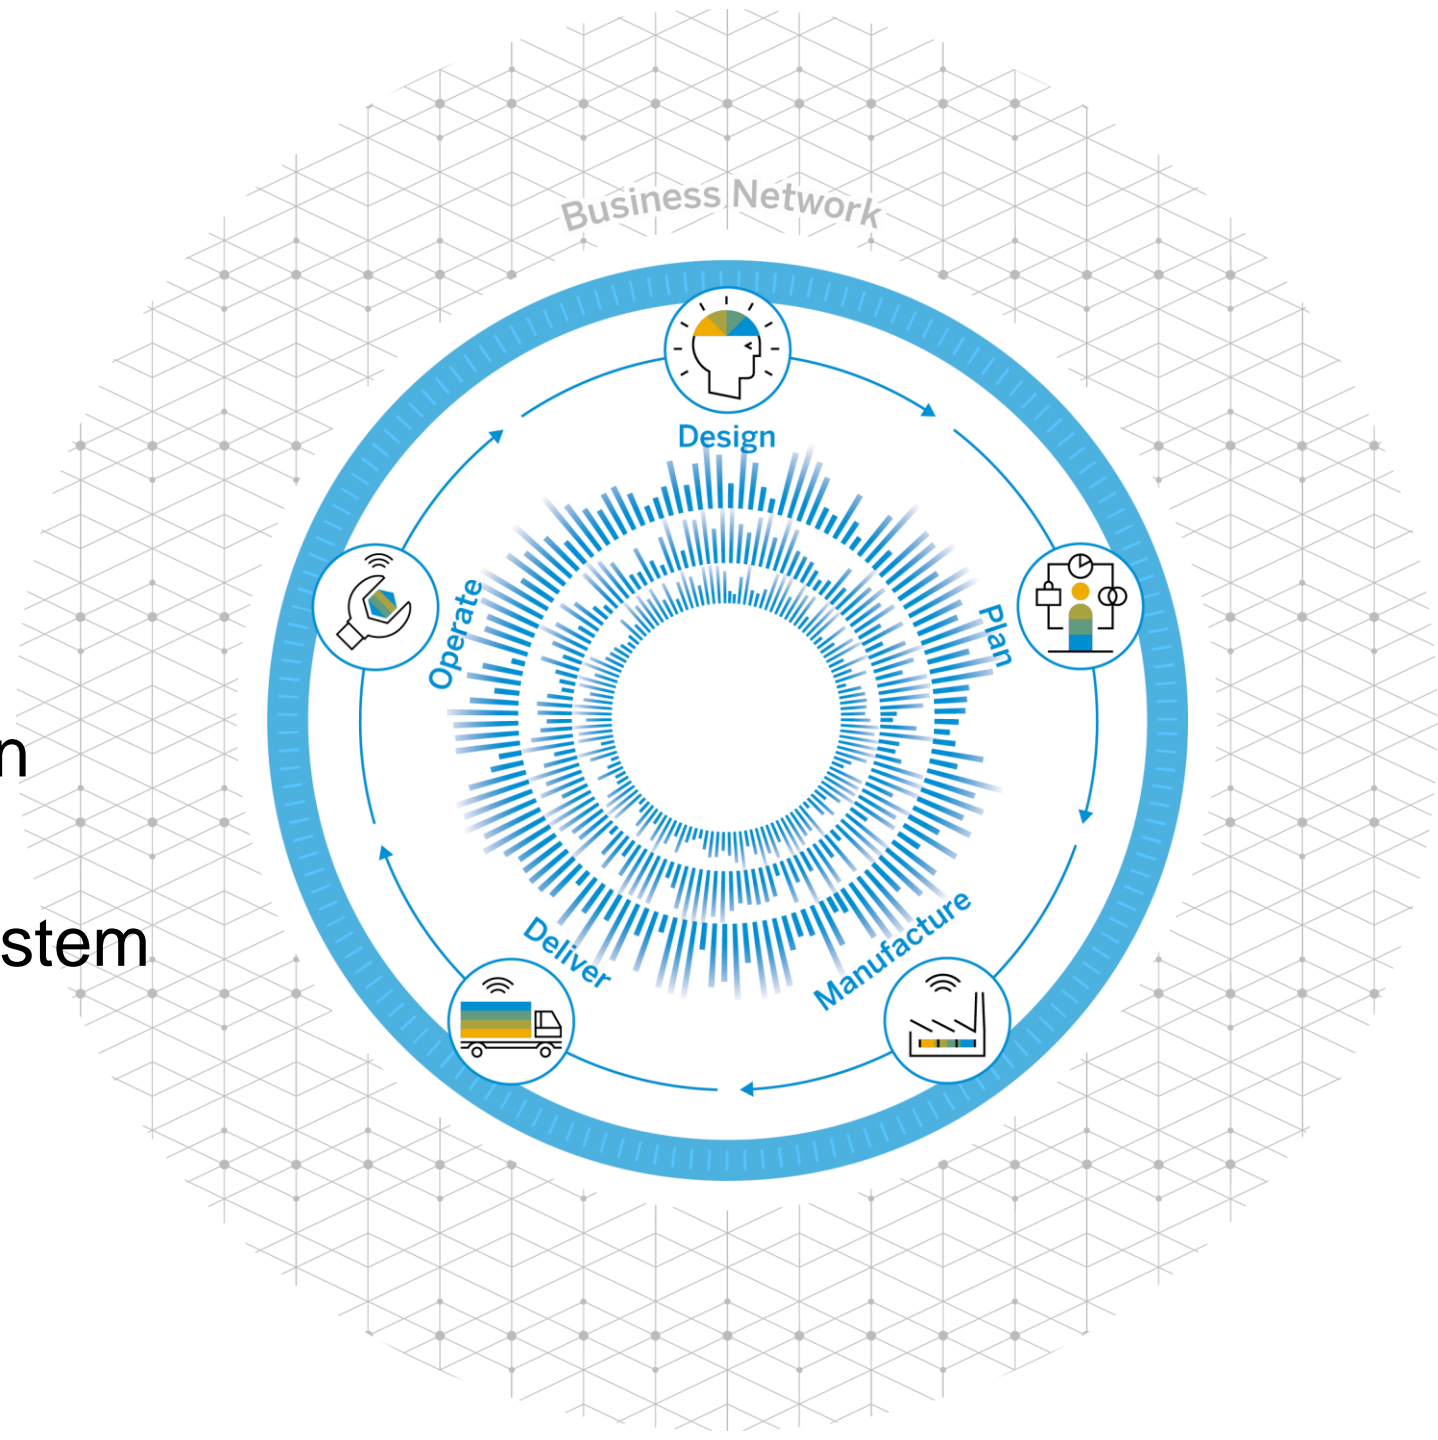 Business Network
Design
Plan
Manufacture
Deliver
Operate
n
stem